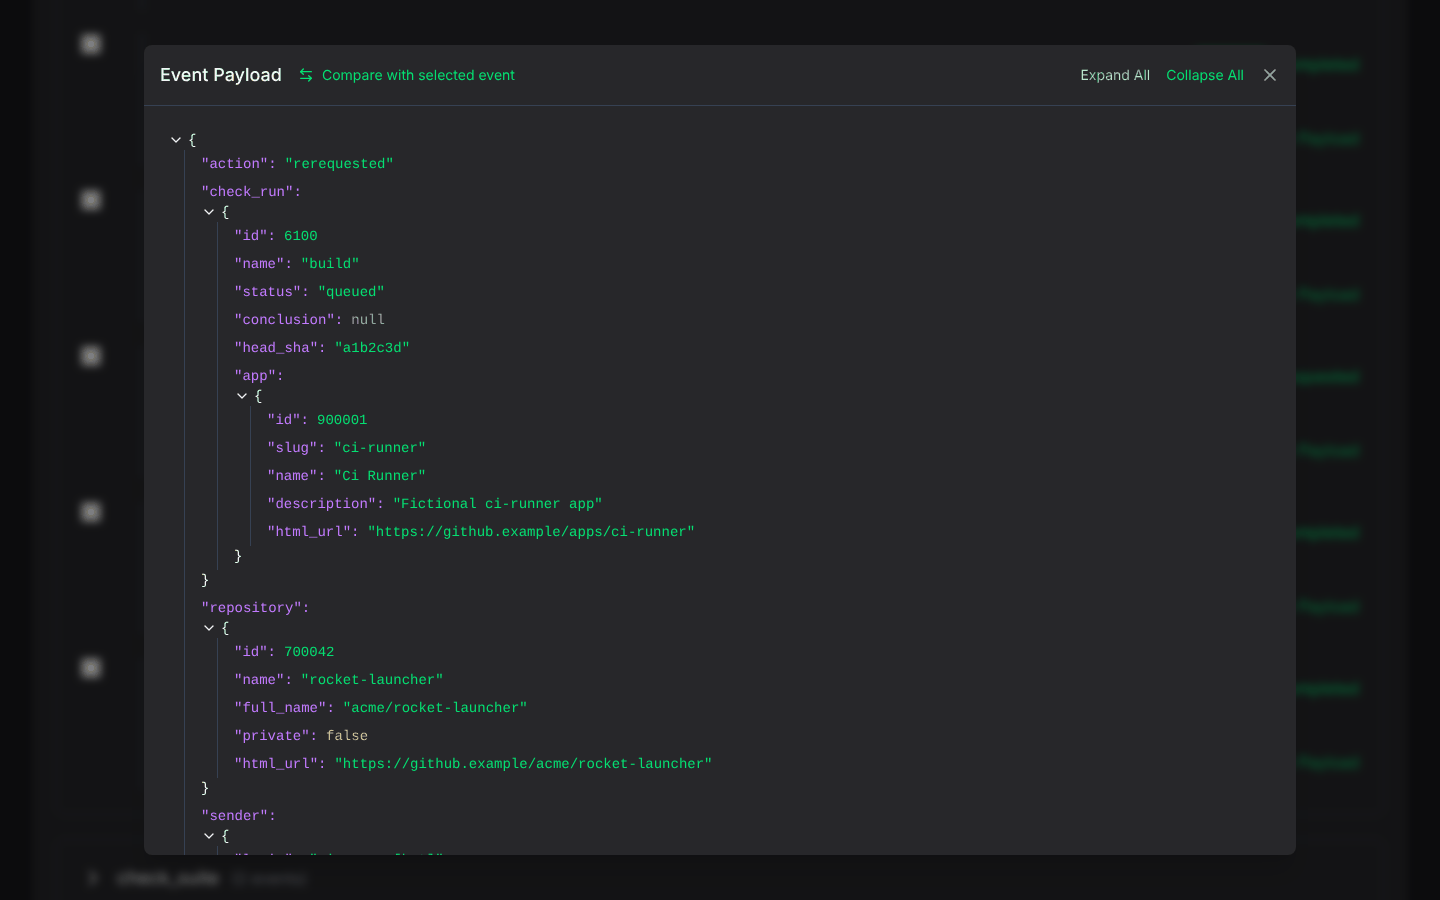 Event Payload Compare with selected event Expand All Collapse All
{
"action": "rerequested"
"check_run":
{
"id": 6100
"name": "build"
"status": "queued"
"conclusion": null
"head_sha": "a1b2c3d"
"app":
{
"id": 900001
"slug": "ci-runner"
"name": "Ci Runner"
"description": "Fictional ci-runner app"
"html_url": "https://github.example/apps/ci-runner"
}
}
"repository":
{
"id": 700042
"name": "rocket-launcher"
"full_name": "acme/rocket-launcher"
"private": false
"html_url": "https://github.example/acme/rocket-launcher"
}
"sender":
{
check_suite